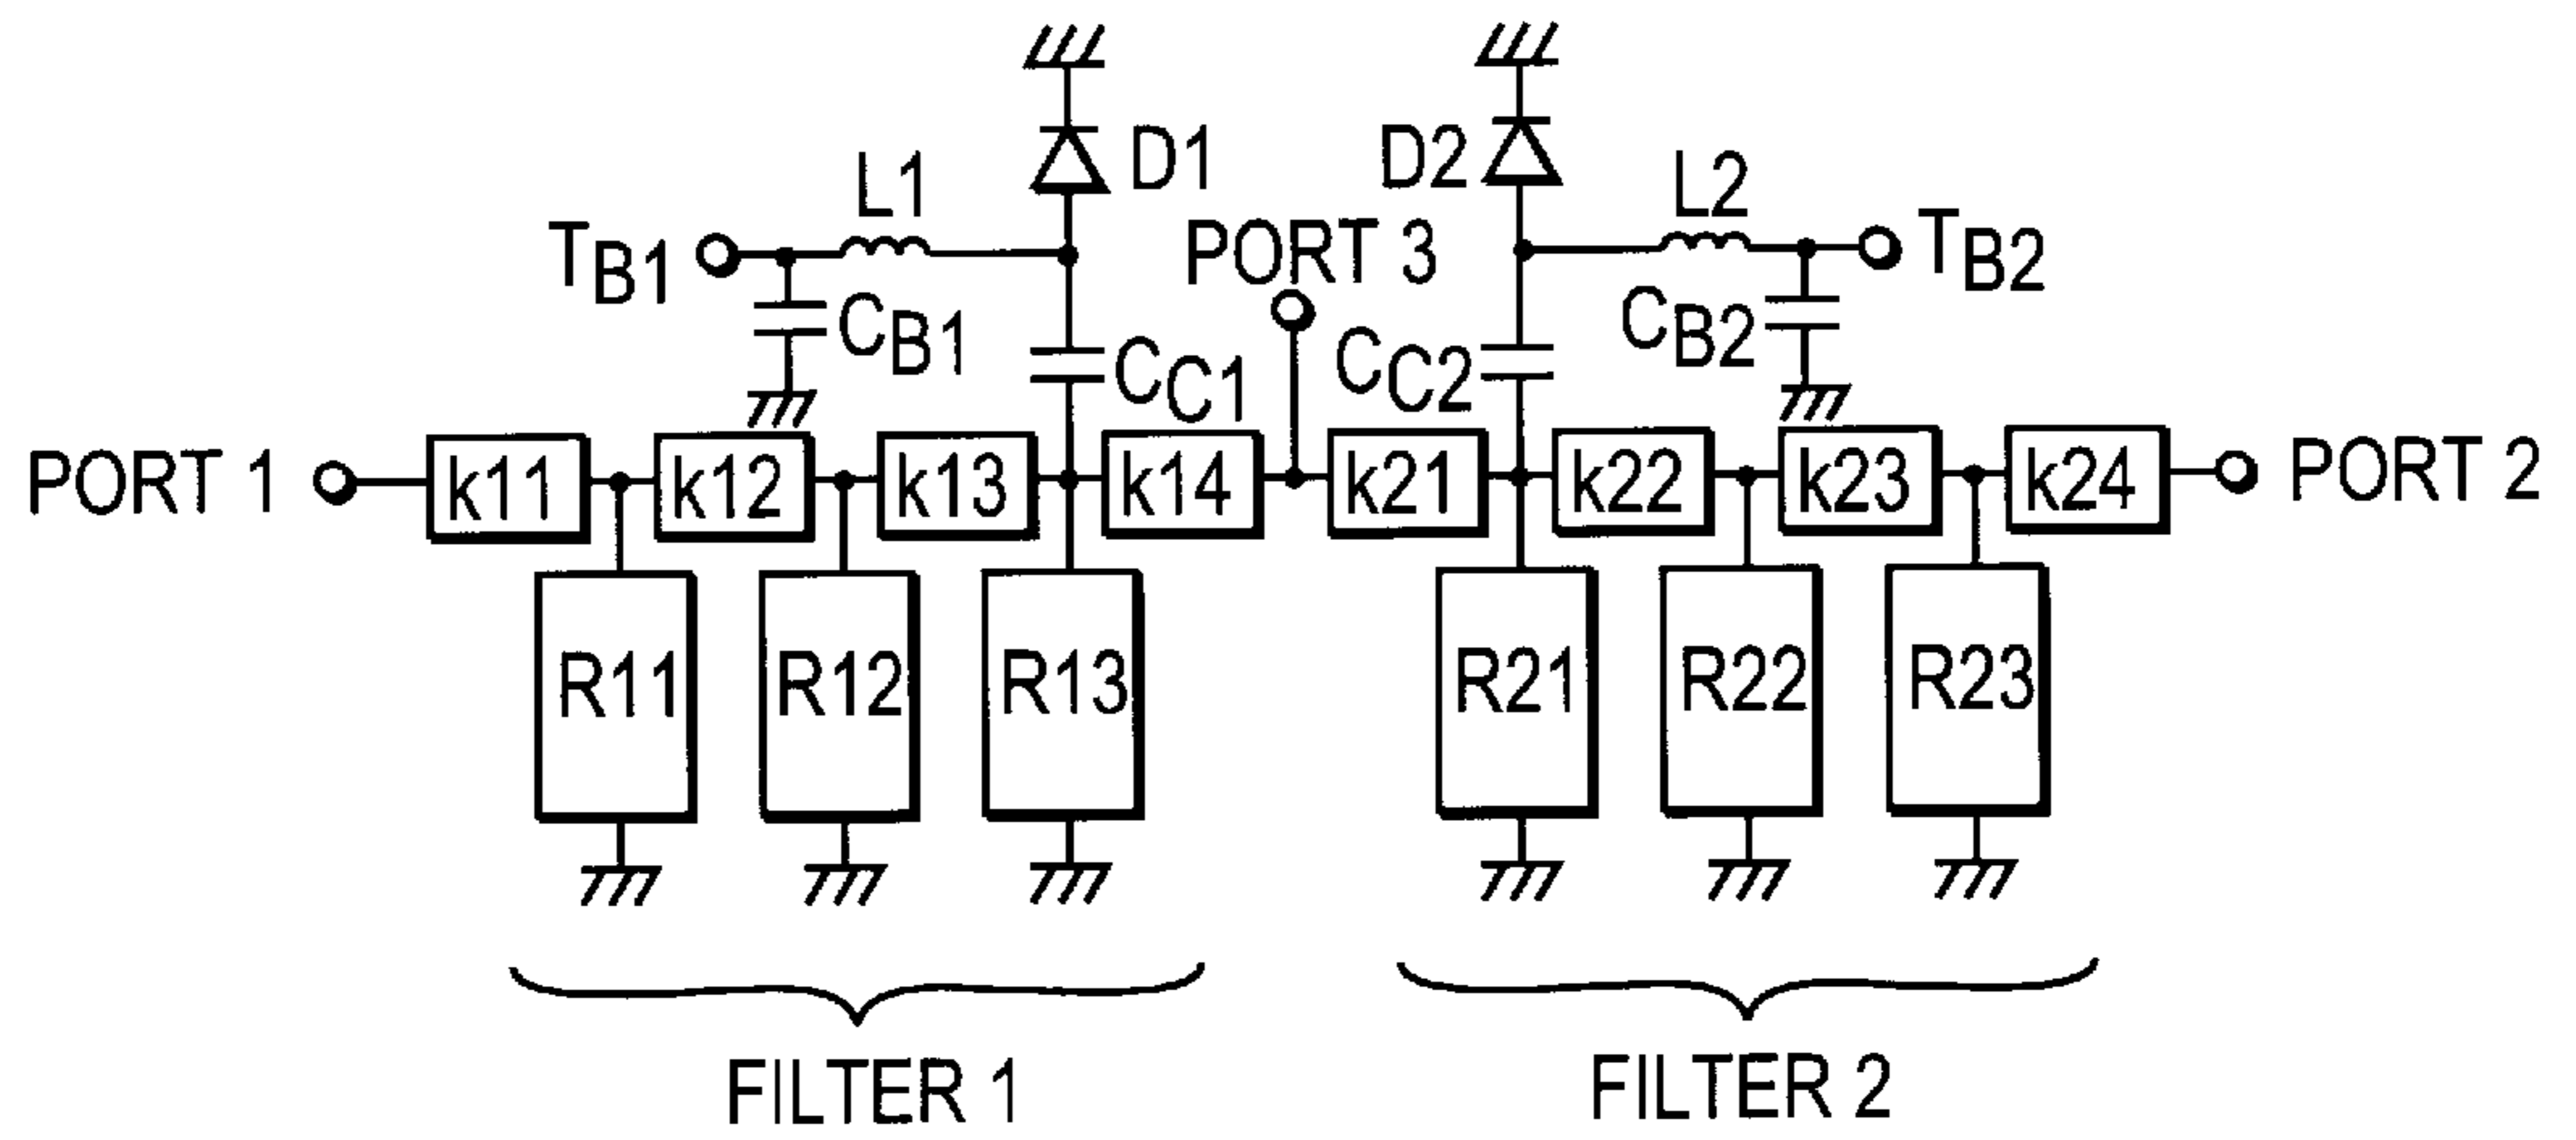 D1
D2
L1
L2
TB1
PORT 3
TB2
CB1
CC1
CC2
CB2
PORT 1
k11
k12
k13
k14
k21
k22
k23
k24
PORT 2
R11
R12
R13
R21
R22
R23
FILTER 1
FILTER 2